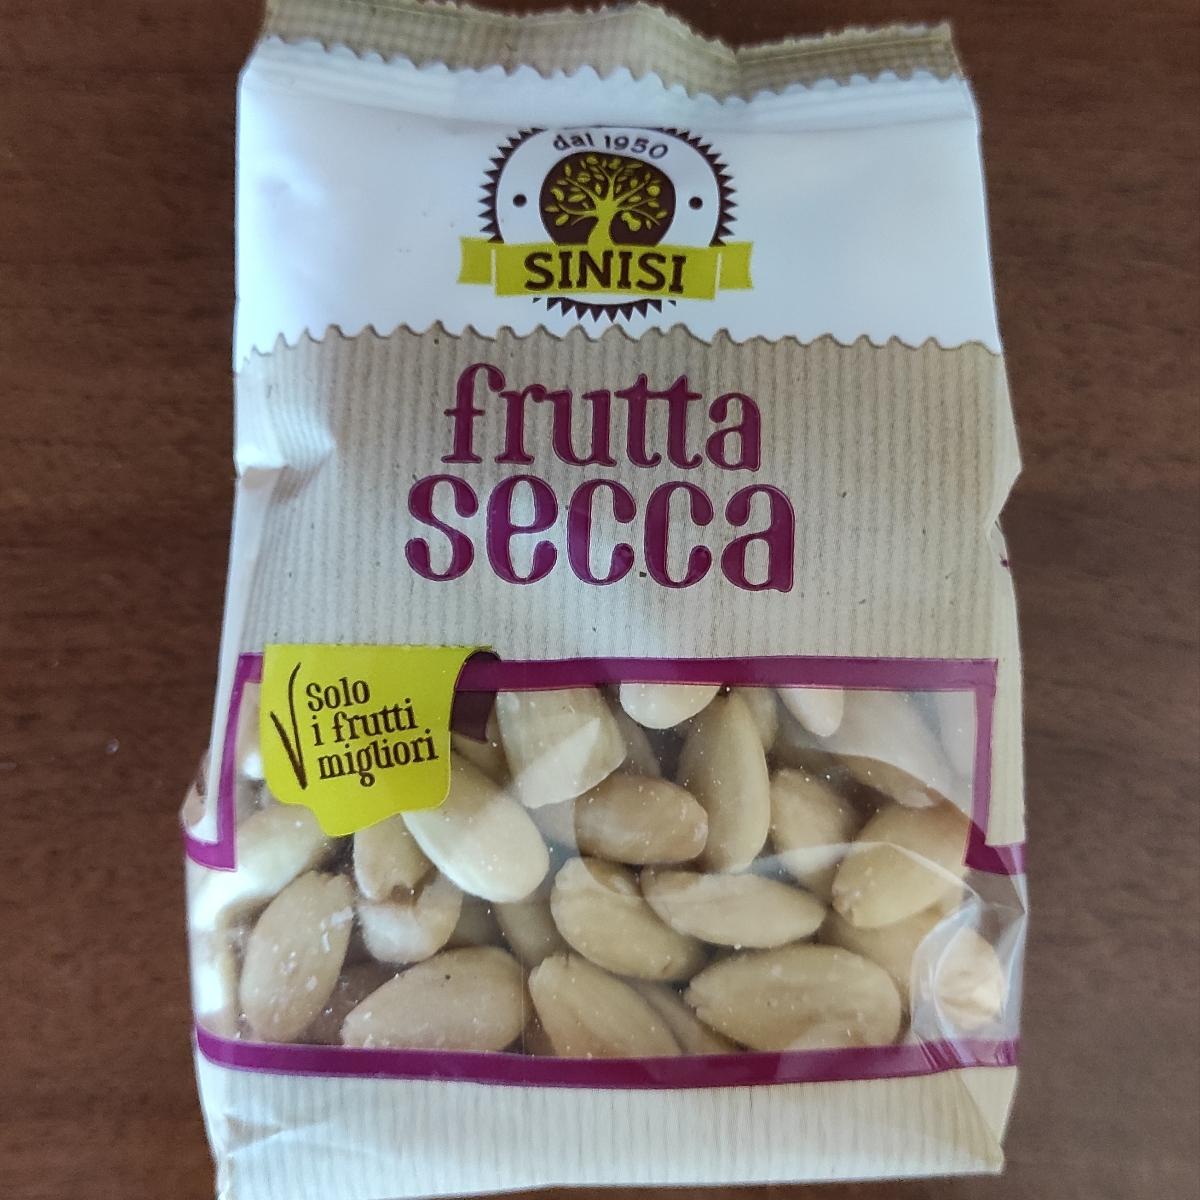 dal 1950
SINISI
frutta
secca
Solo
i frutti
migliori